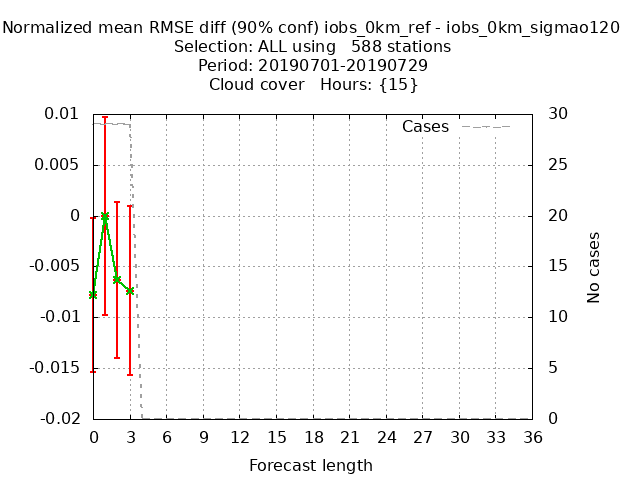 Normalized mean RMSE diff (90% conf) iobs_0km_ref - iobs_0km_sigmao120
Selection: ALL using   588 stations
Period: 20190701-20190729
Cloud cover   Hours: {15}
Cases
0.01
0.005
0
-0.005
-0.01
-0.015
-0.02
30
25
20
15
10
5
0
No cases
0 3 6 9 12 15 18 21 24 27 30 33 36
Forecast length